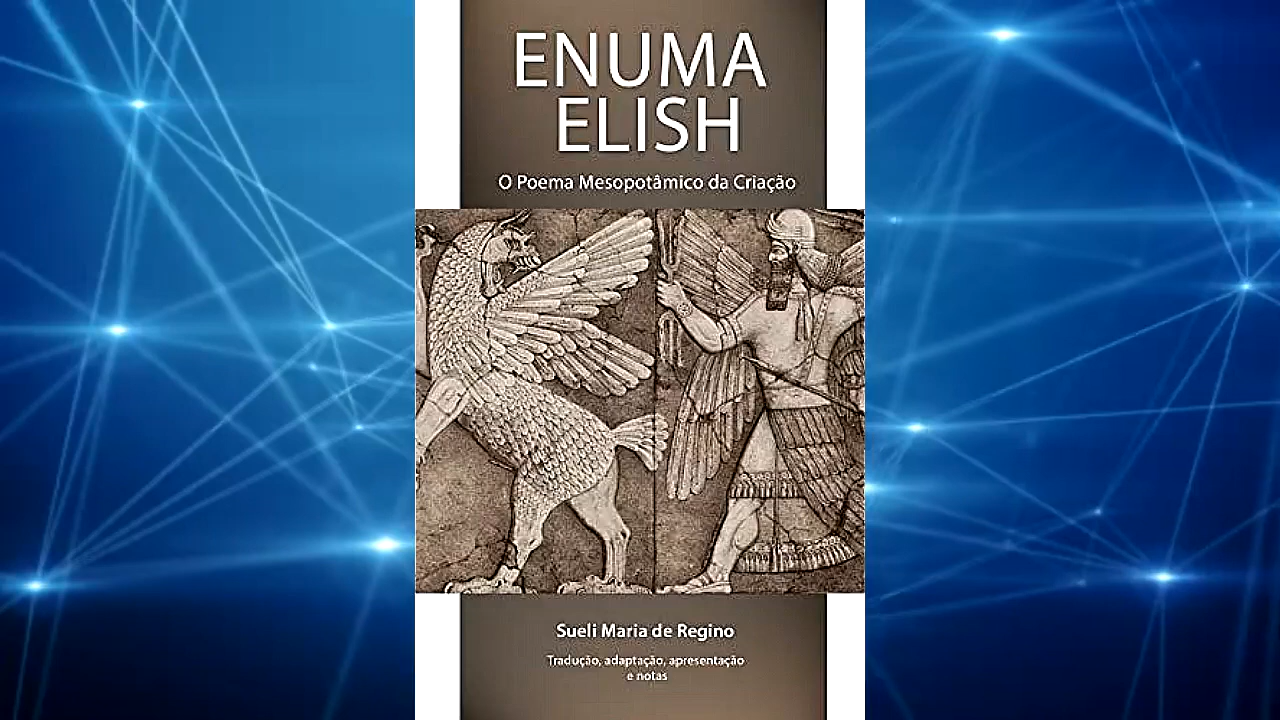 ENUMA
ELISH
O Poema Mesopotâmico da Criação
Sueli Maria de Regino
Tradução, adaptação, apresentação
e notas